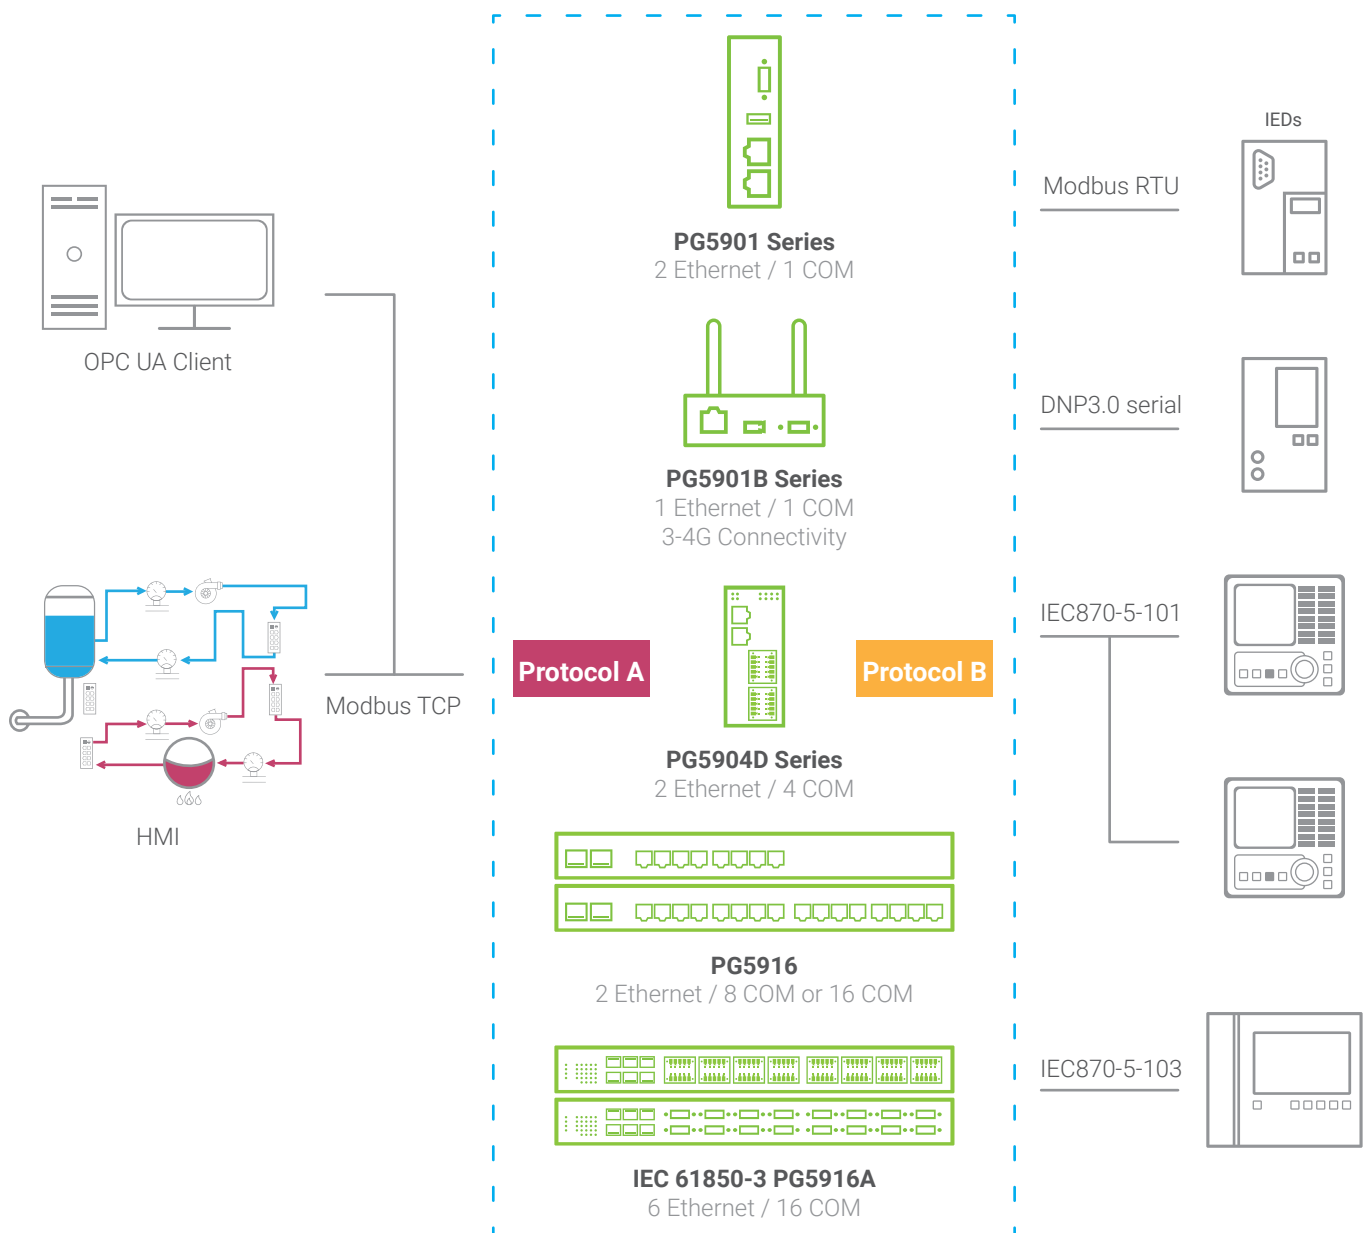 OPC UA Client
HMI
Modbus TCP
PG5901 Series
2 Ethernet / 1 COM
PG5901B Series
1 Ethernet / 1 COM
3-4G Connectivity
Protocol A
Protocol B
PG5904D Series
2 Ethernet / 4 COM
PG5916
2 Ethernet / 8 COM or 16 COM
IEC 61850-3 PG5916A
6 Ethernet / 16 COM
IEDs
Modbus RTU
DNP3.0 serial
IEC870-5-101
IEC870-5-103